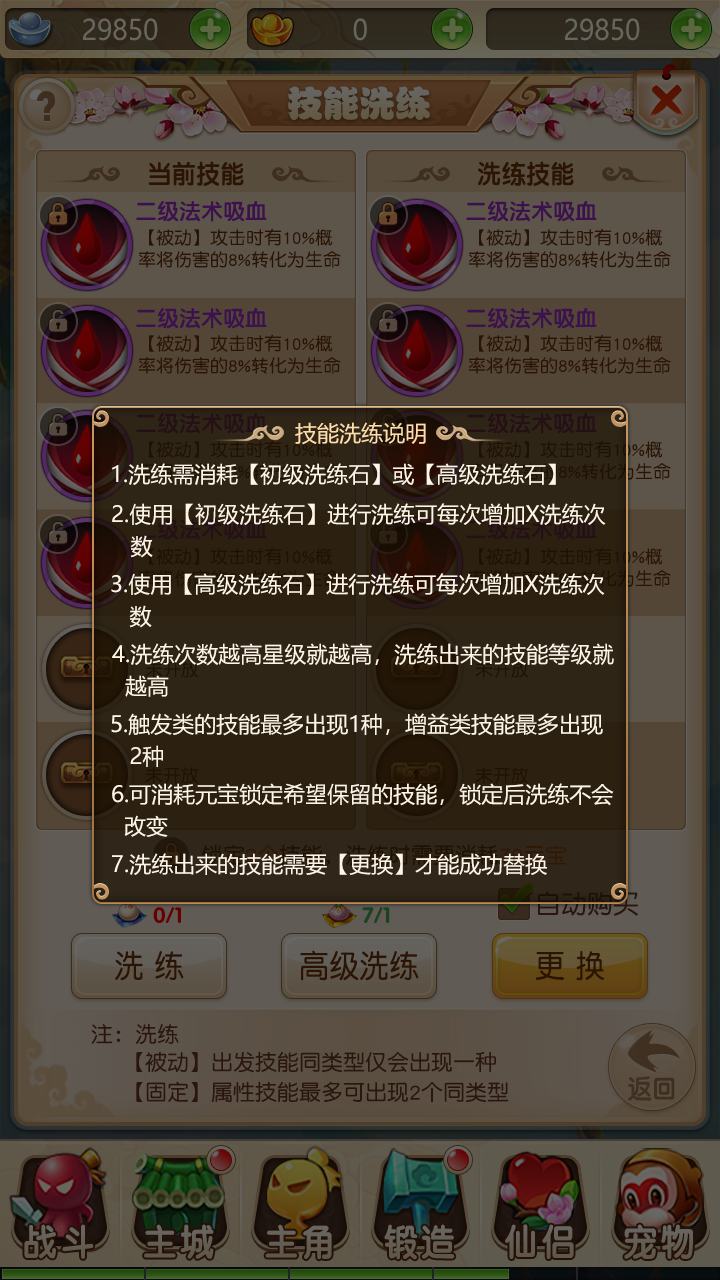 29850
0
29850
?
技能洗练
当前技能
洗练技能
二级法术吸血
【被动】攻击时有10%概
率将伤害的8%转化为生命
二级法术吸血
【被动】攻击时有10%概
率将伤害的8%转化为生命
二级法术吸血
【被动】攻击时有10%概
率将伤害的8%转化为生命
二级法术吸血
【被动】攻击时有10%概
率将伤害的8%转化为生命
技能洗练说明
1.洗练需消耗【初级洗练石】或【高级洗练石】
2.使用【初级洗练石】进行洗练可每次增加X洗练次
数
3.使用【高级洗练石】进行洗练可每次增加X洗练次
数
4.洗练次数越高星级就越高，洗练出来的技能等级就
越高
5.触发类的技能最多出现1种，增益类技能最多出现
2种
6.可消耗元宝锁定希望保留的技能，锁定后洗练不会
改变
7.洗练出来的技能需要【更换】才能成功替换
未开放
未开放
未开放
未开放
0/1
7/1
自动购买
洗 练
高级洗练
更 换
注：洗练
【被动】出发技能同类型仅会出现一种
【固定】属性技能最多可出现2个同类型
返回
战斗
主城
主角
锻造
仙侣
宠物